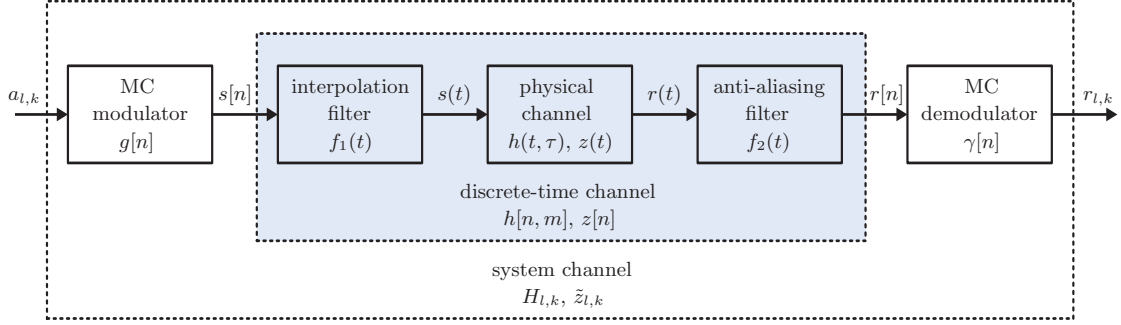 a_{l,k}
MC
modulator
g[n]
s[n]
interpolation
filter
f_1(t)
s(t)
physical
channel
h(t, τ), z(t)
r(t)
anti-aliasing
filter
f_2(t)
r[n]
MC
demodulator
γ[n]
r_{l,k}
discrete-time channel
h[n, m], z[n]
system channel
H_{l,k}, z̃_{l,k}